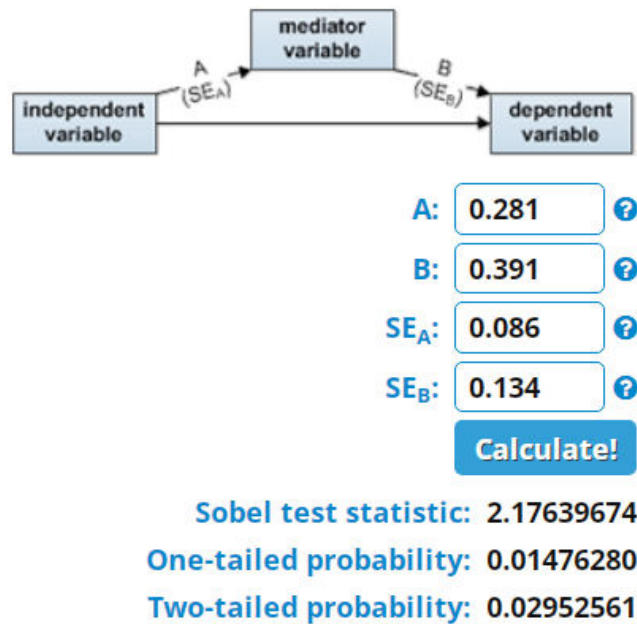 mediator
variable
A
(SEA)
B
(SEB)
independent
variable
dependent
variable
A: 0.281 ?
B: 0.391 ?
SEA: 0.086 ?
SEB: 0.134 ?
Calculate!
Sobel test statistic: 2.17639674
One-tailed probability: 0.01476280
Two-tailed probability: 0.02952561